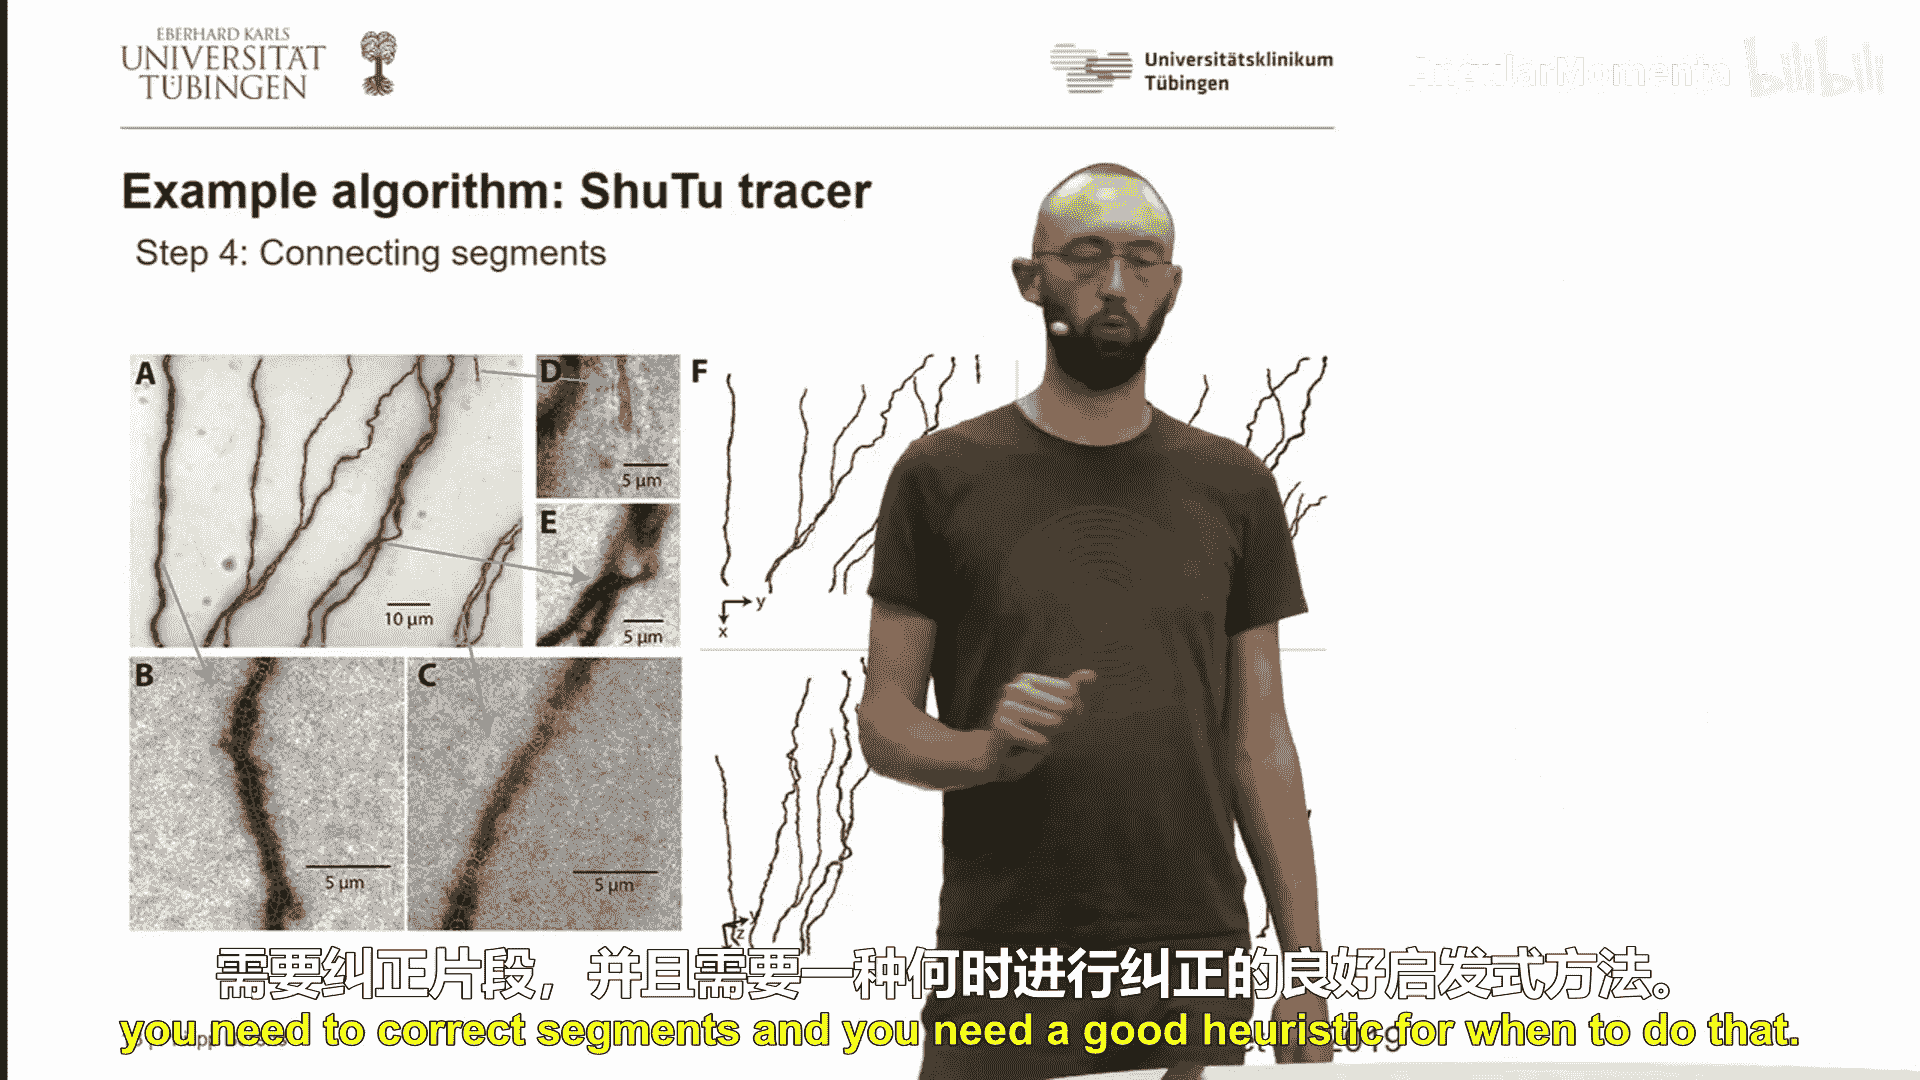 EBERHARD KARLS
UNIVERSITÄT
TÜBINGEN
Universitätsklinikum
Tübingen
bilibili
Example algorithm: ShuTu tracer
Step 4: Connecting segments
A
D
F
5 µm
E
10 µm
5 µm
y
x
B
C
5 µm
5 µm
y
z
需要纠正片段，并且需要一种何时进行纠正的良好启发式方法。
you need to correct segments and you need a good heuristic for when to do that.